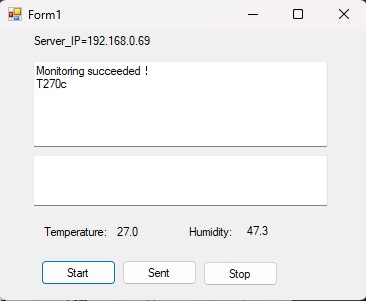 Form1
Server_IP=192.168.0.69
Monitoring succeeded !
T270c
Temperature: 27.0 Humidity: 47.3
Start Sent Stop